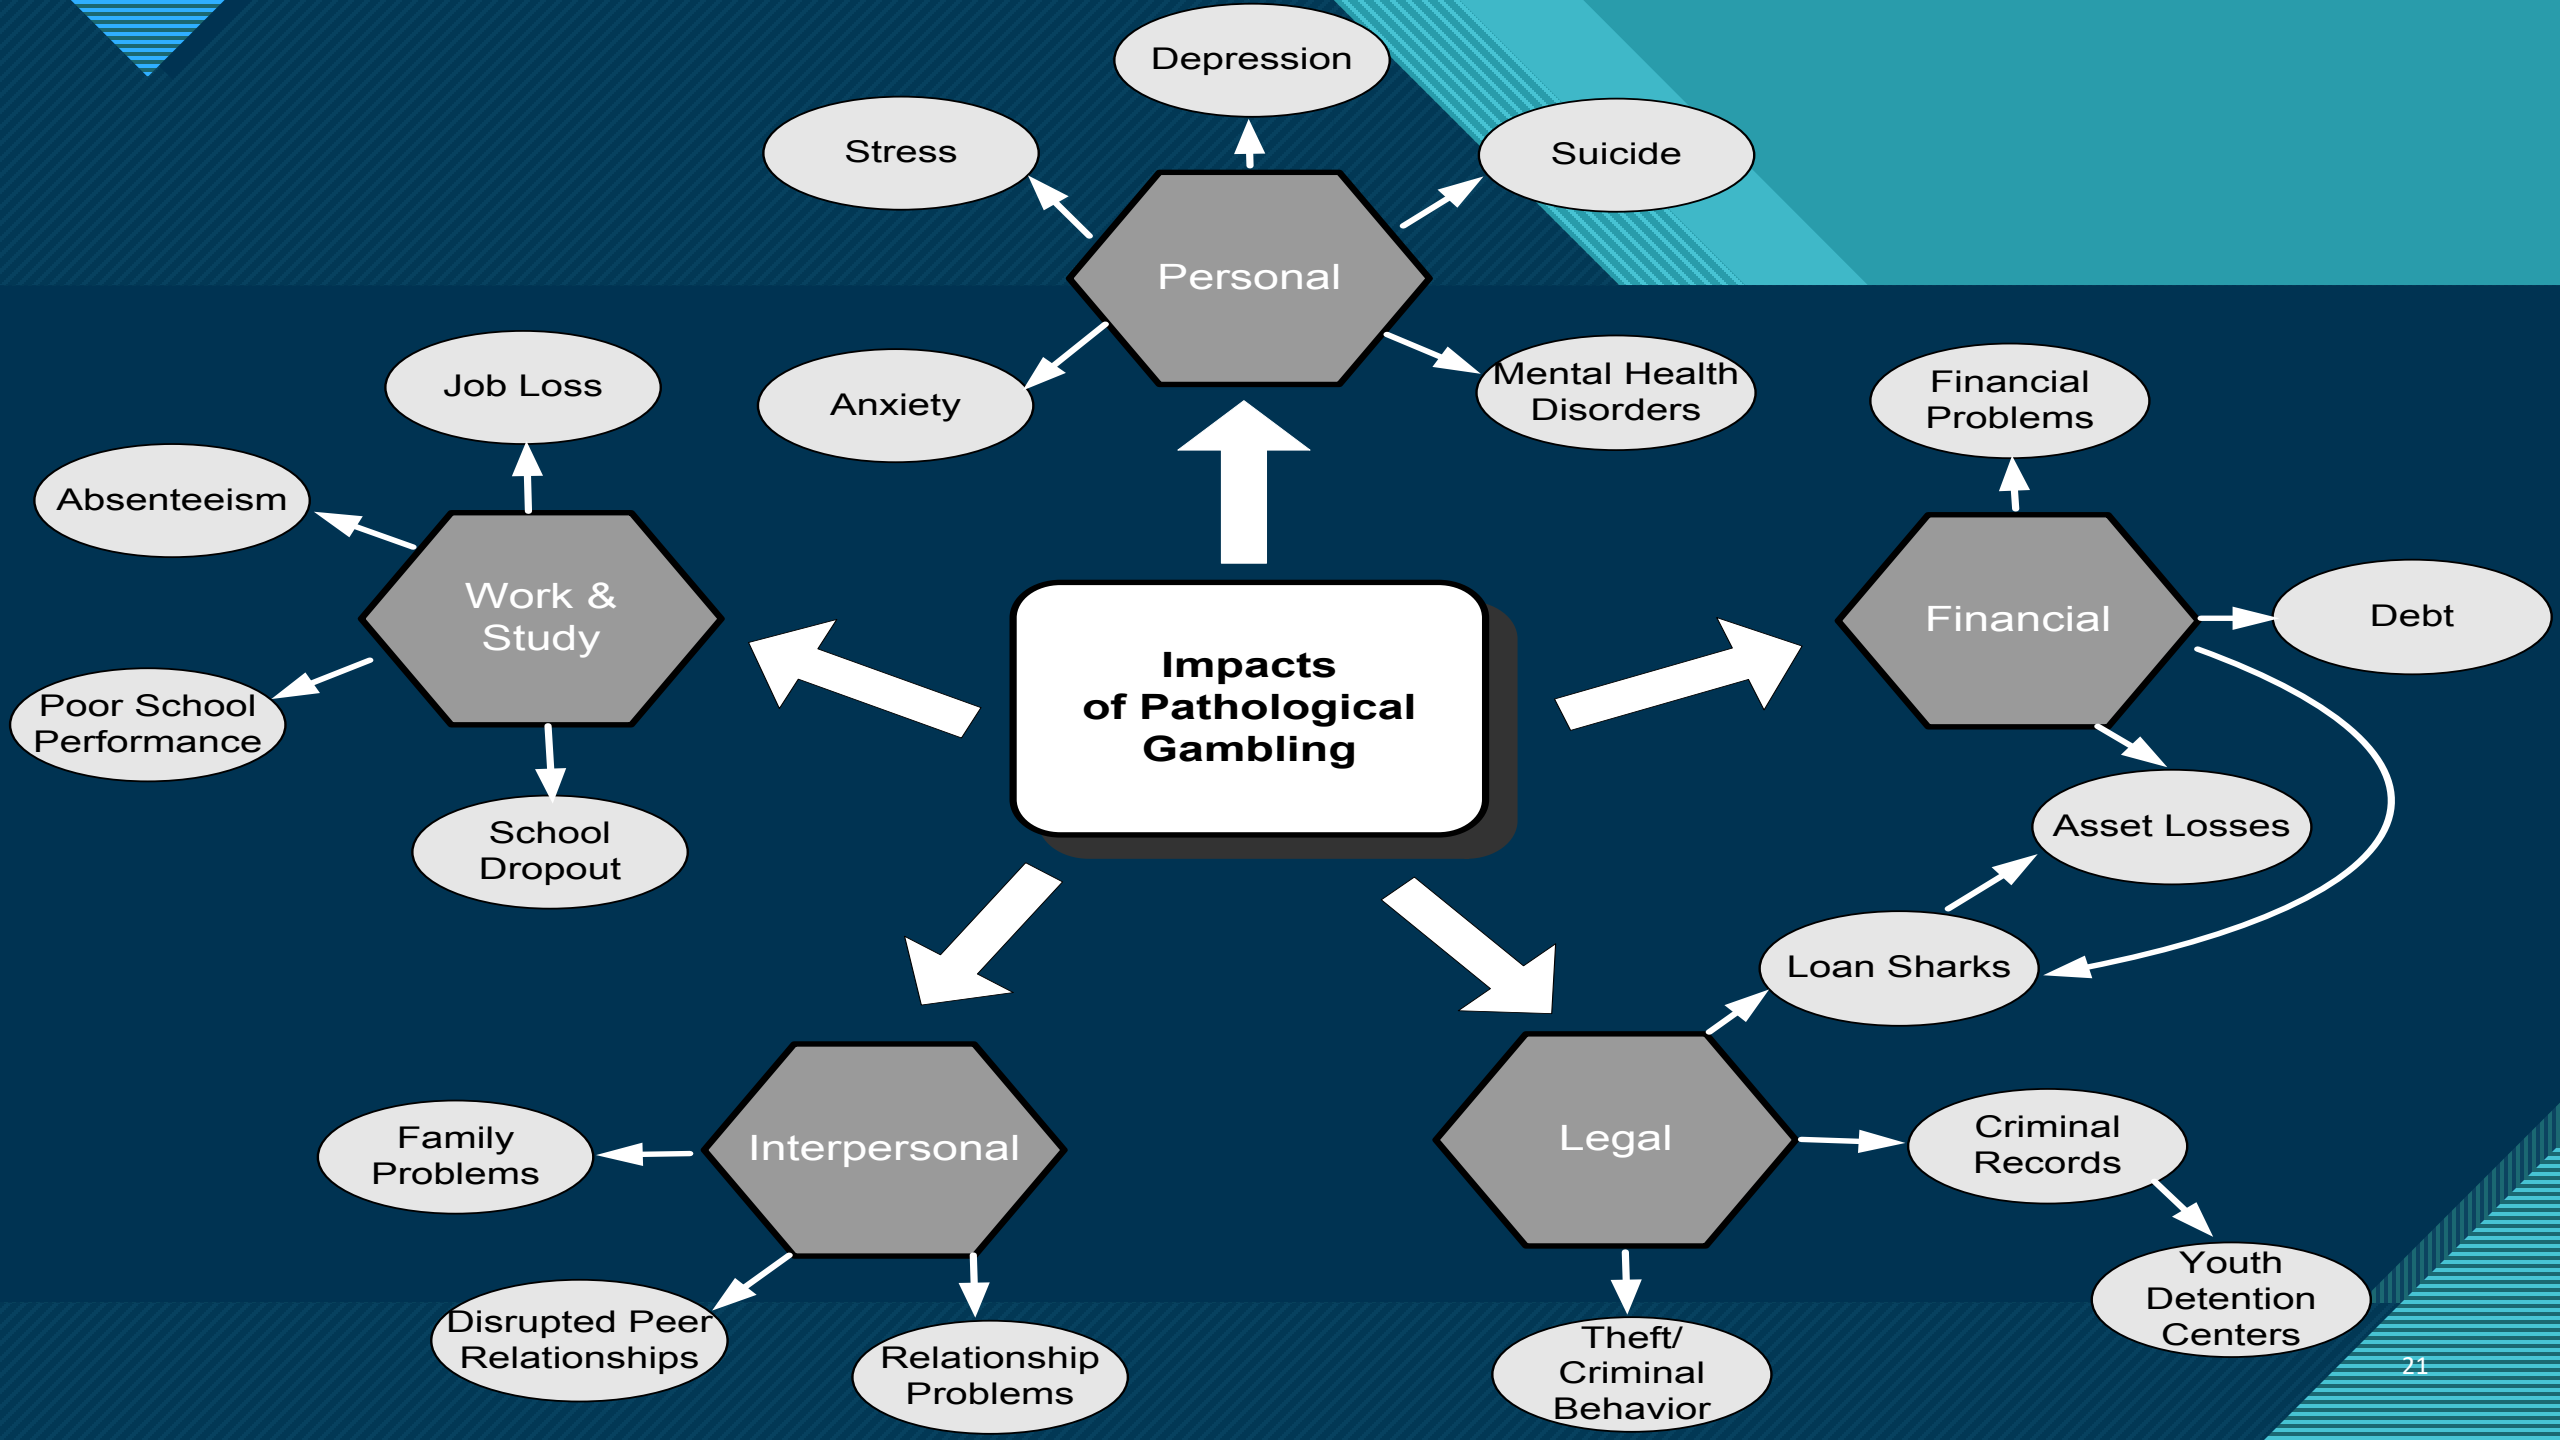 Depression
Stress
Suicide
Personal
Anxiety
Mental Health
Disorders
Job Loss
Absenteeism
Work &
Study
Poor School
Performance
School
Dropout
Impacts
of Pathological
Gambling
Financial
Problems
Financial
Debt
Asset Losses
Loan Sharks
Interpersonal
Family
Problems
Disrupted Peer
Relationships
Relationship
Problems
Legal
Criminal
Records
Youth
Detention
Centers
Theft/
Criminal
Behavior
21